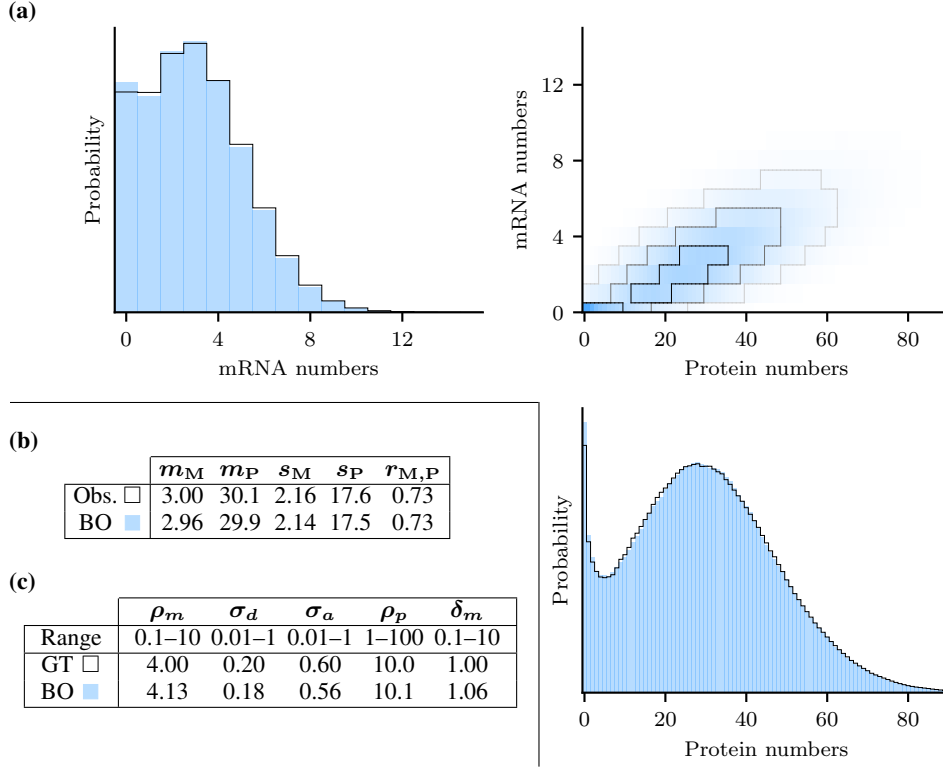 (a)
Probability
0 4 8 12
mRNA numbers
mRNA numbers
12
8
4
0
20 40 60 80
Protein numbers
(b)
m_M m_P s_M s_P r_M,P
Obs. □ 3.00 30.1 2.16 17.6 0.73
BO 2.96 29.9 2.14 17.5 0.73
(c)
ρ_m σ_d σ_a ρ_p δ_m
Range 0.1–10 0.01–1 0.01–1 1–100 0.1–10
GT □ 4.00 0.20 0.60 10.0 1.00
BO 4.13 0.18 0.56 10.1 1.06
Probability
0 20 40 60 80
Protein numbers